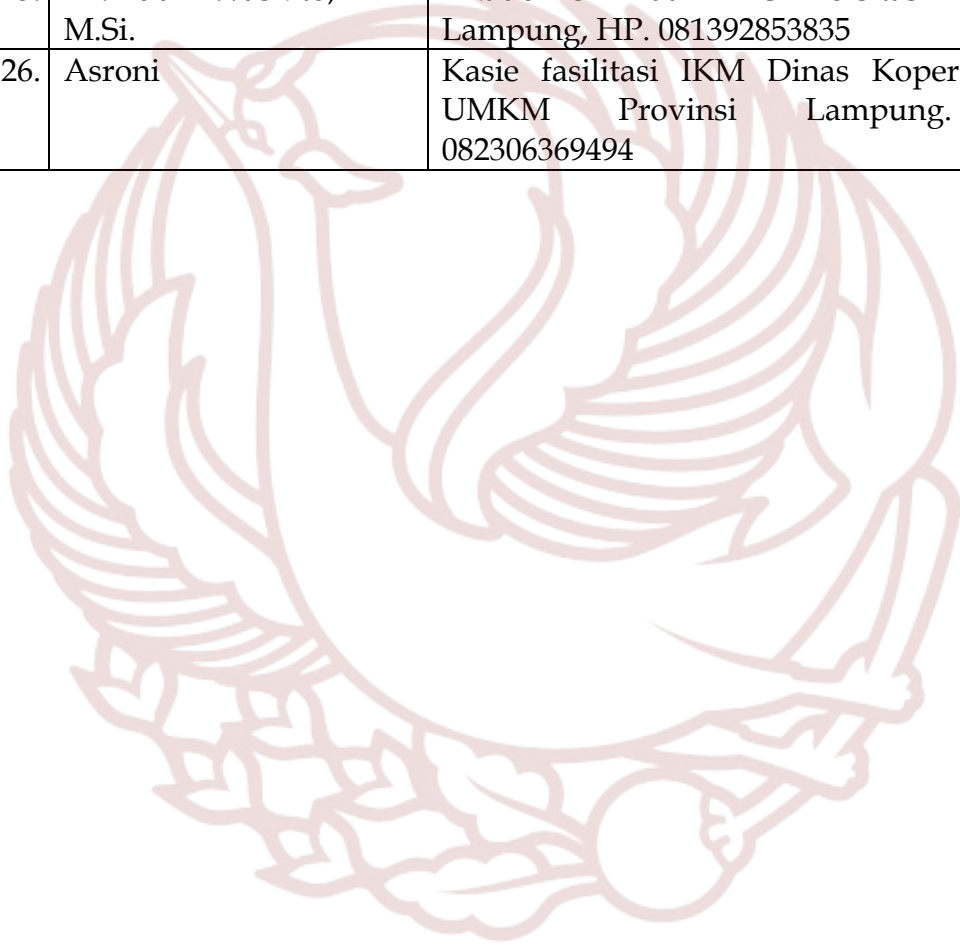 M.Si.
Lampung, HP. 081392853835
26. Asroni
Kasie fasilitasi IKM Dinas Koper
UMKM Provinsi Lampung.
082306369494